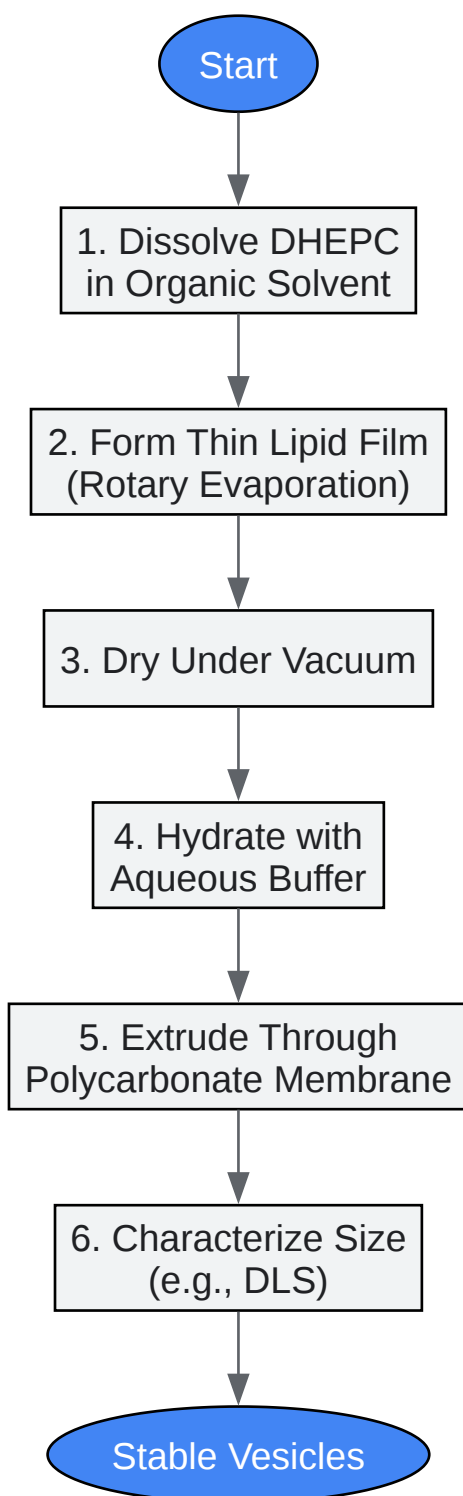 Start
1. Dissolve DHEPC
in Organic Solvent
2. Form Thin Lipid Film
(Rotary Evaporation)
3. Dry Under Vacuum
4. Hydrate with
Aqueous Buffer
5. Extrude Through
Polycarbonate Membrane
6. Characterize Size
(e.g., DLS)
Stable Vesicles